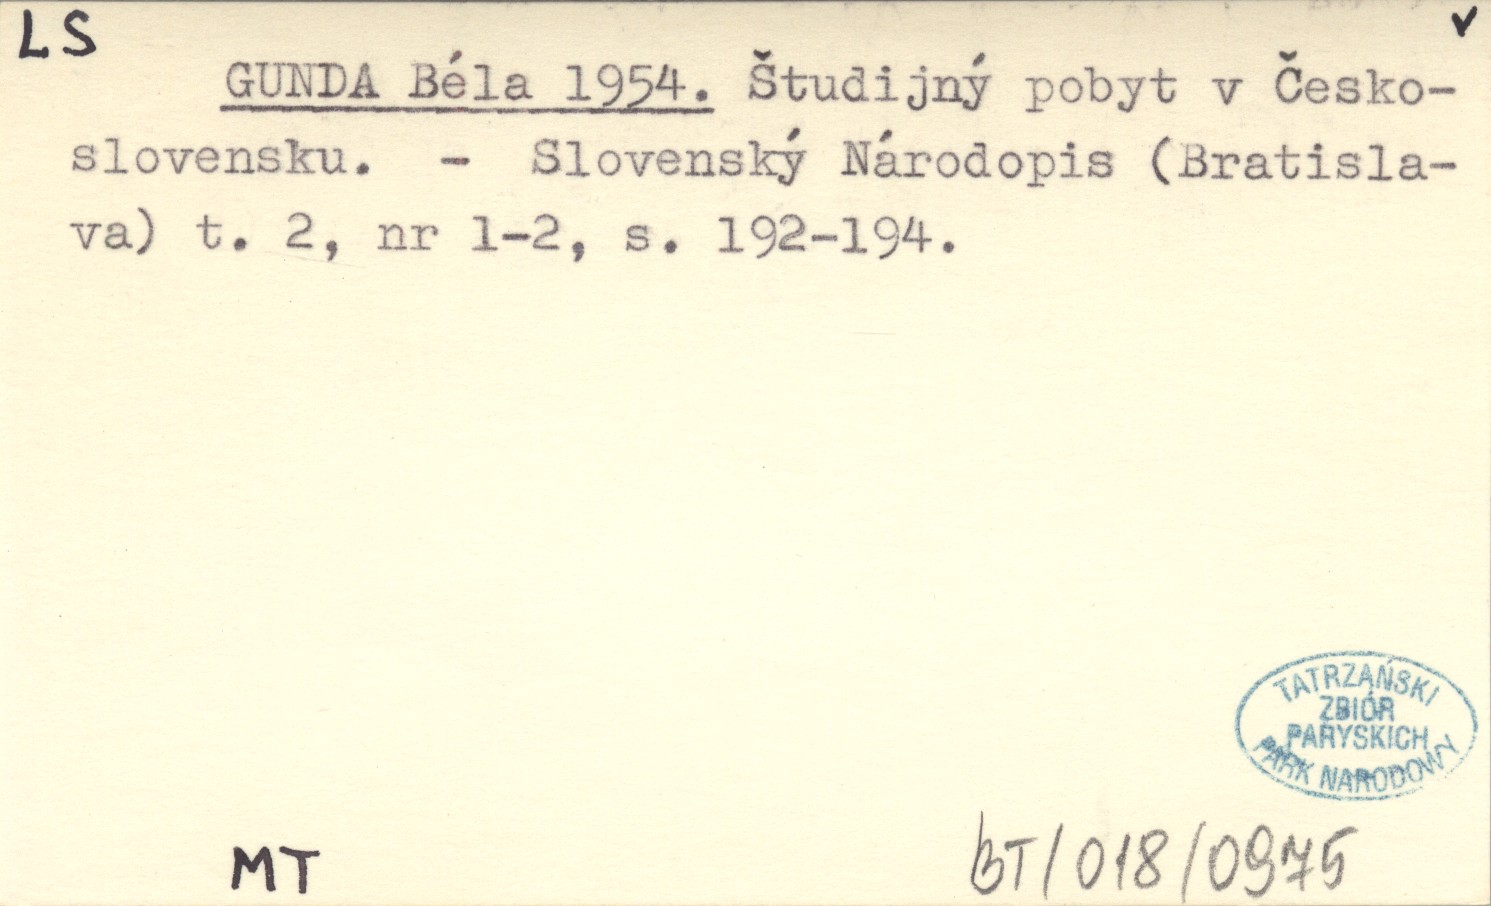 LS
v
GUNDA Béla 1954. Študijný pobyt v Česko-
slovensku. - Slovenský Národopis (Bratisla-
va) t. 2, nr 1-2, s. 192-194.
TATRZAŃSKI
ZBIÓR
PARYSKICH
PARK NARODOWY
MT
BT/018/0975